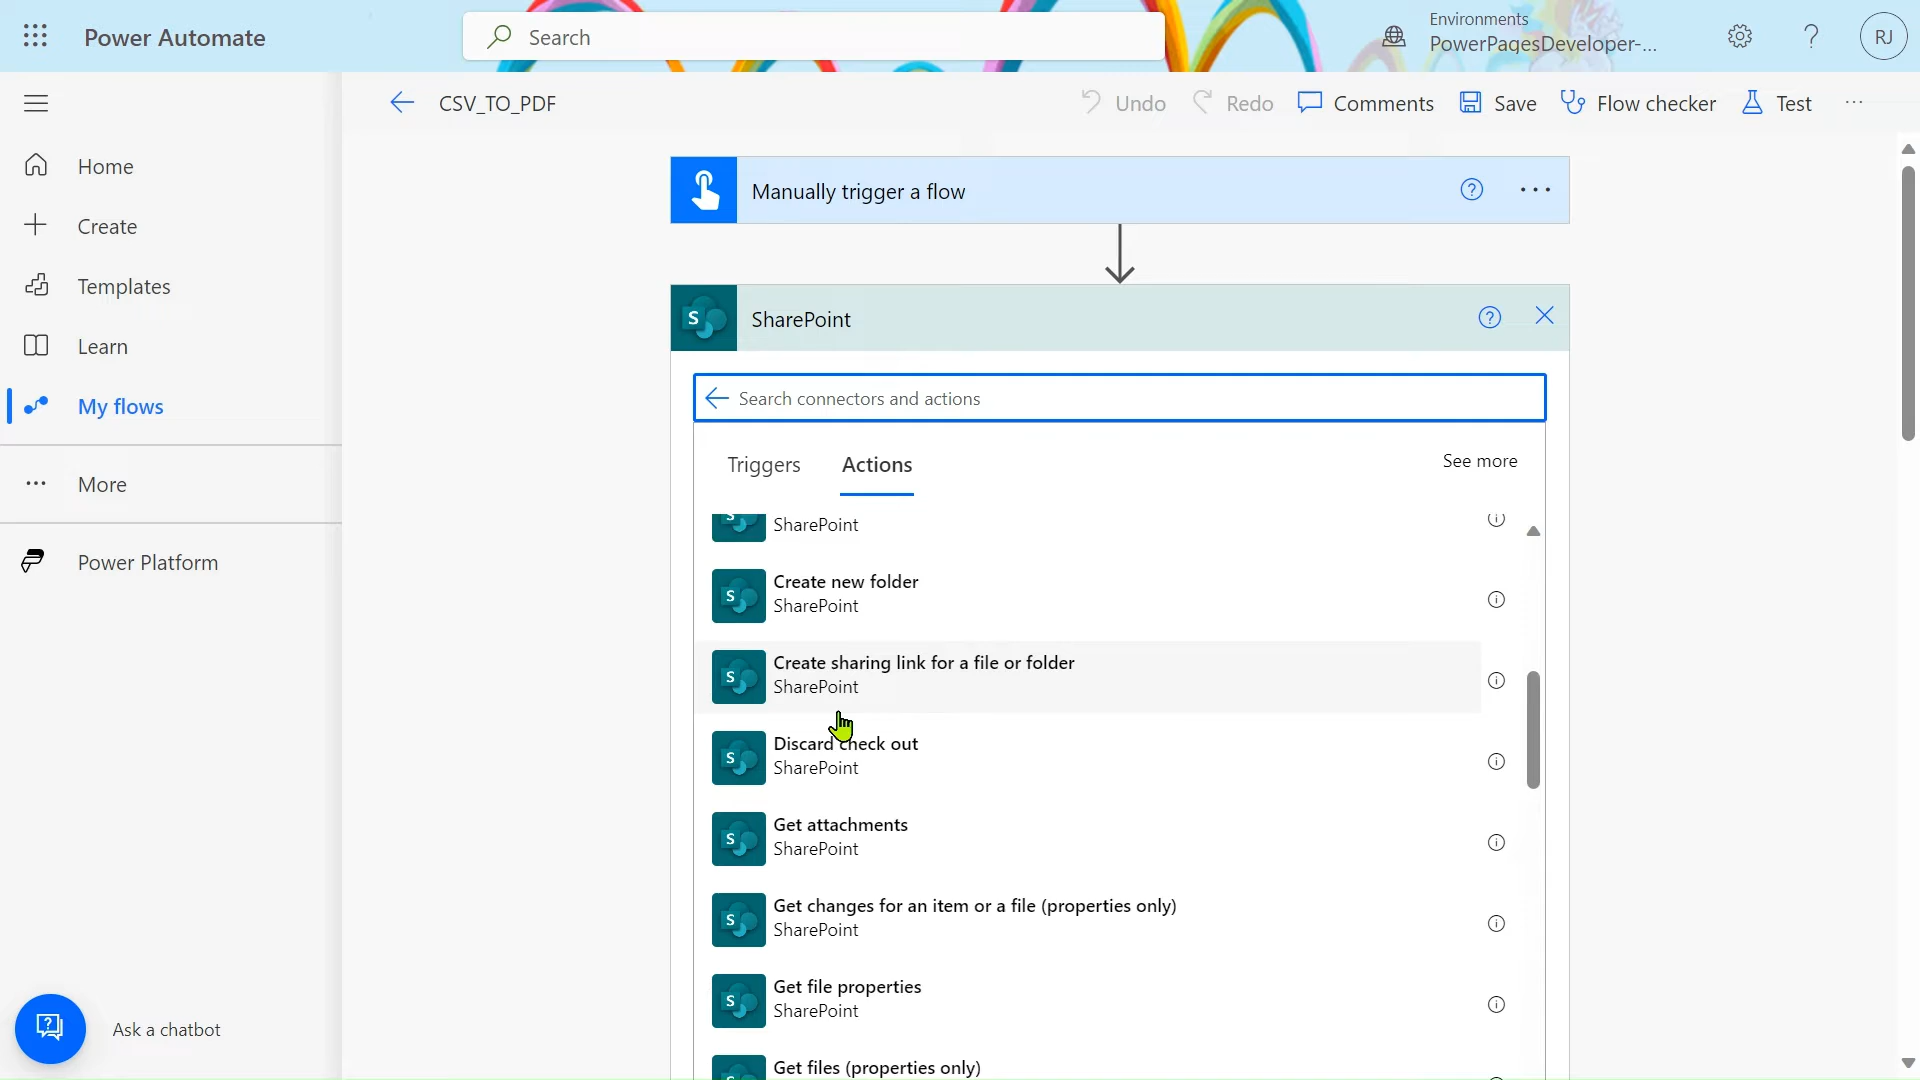 Power Automate
Search
Environments
PowerPagesDeveloper-...
RJ
CSV_TO_PDF
Undo
Redo
Comments
Save
Flow checker
Test
Home
Create
Templates
Learn
My flows
More
Power Platform
Ask a chatbot
Manually trigger a flow
SharePoint
Search connectors and actions
Triggers
Actions
See more
SharePoint
Create new folder
SharePoint
Create sharing link for a file or folder
SharePoint
Discard check out
SharePoint
Get attachments
SharePoint
Get changes for an item or a file (properties only)
SharePoint
Get file properties
SharePoint
Get files (properties only)